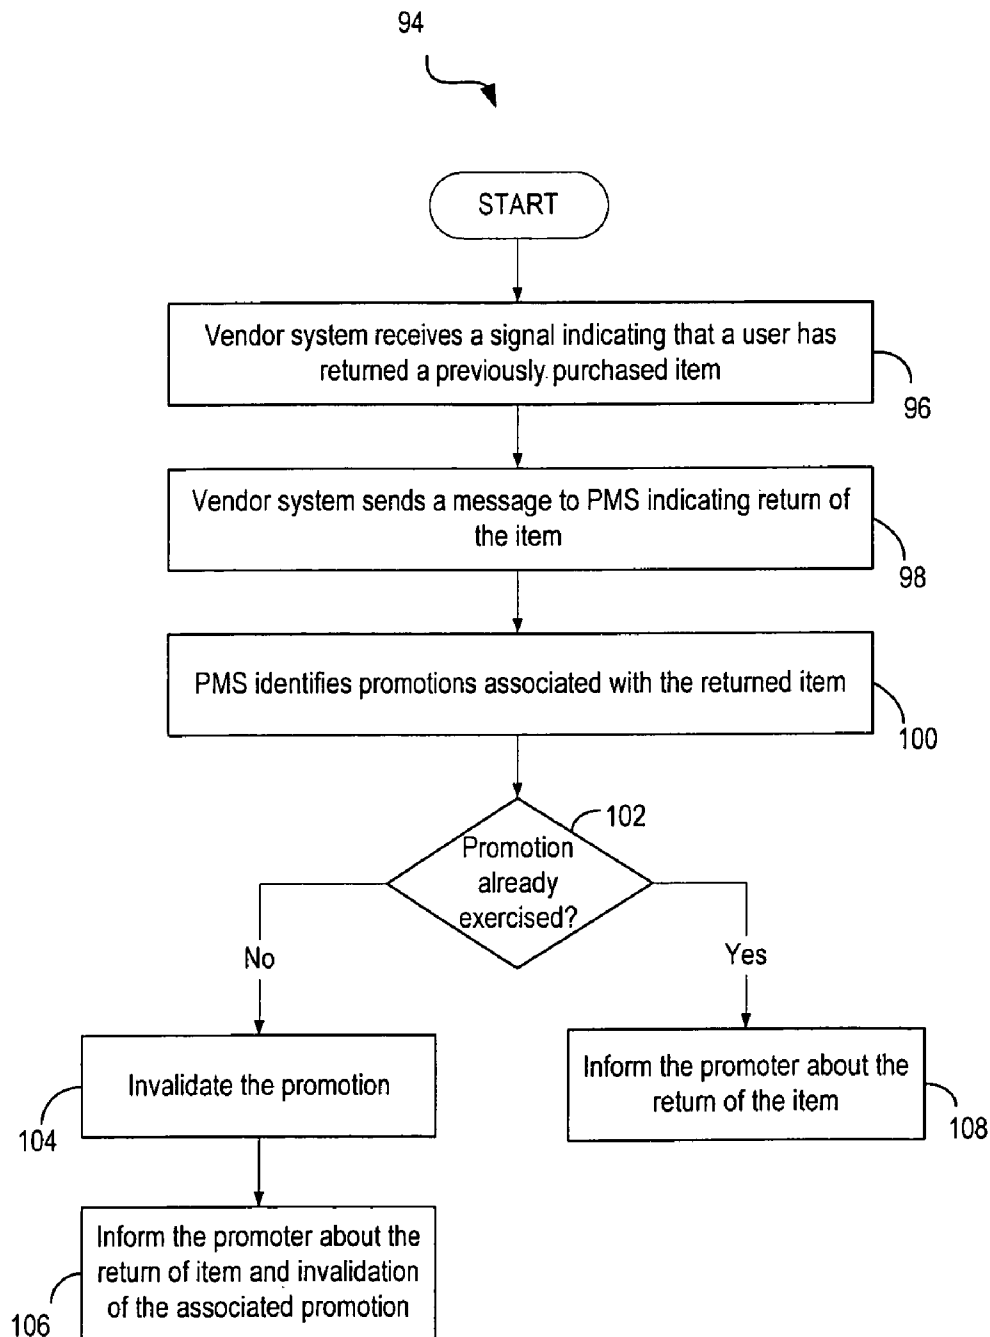 94
START
Vendor system receives a signal indicating that a user has
returned a previously purchased item
96
Vendor system sends a message to PMS indicating return of
the item
98
PMS identifies promotions associated with the returned item
100
102
Promotion
already
exercised?
No
Yes
Invalidate the promotion
104
Inform the promoter about the
return of the item
108
Inform the promoter about the
return of item and invalidation
of the associated promotion
106